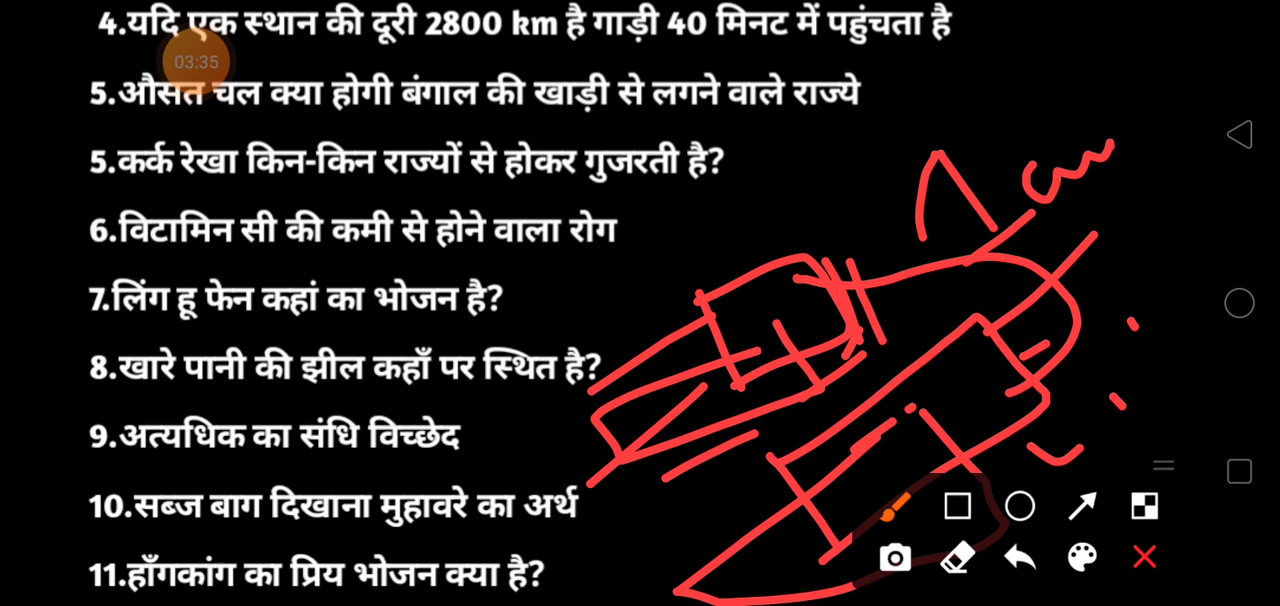 4.यदि एक स्थान की दूरी 2800 km है गाड़ी 40 मिनट में पहुंचता है
03:35
5.औसत चल क्या होगी बंगाल की खाड़ी से लगने वाले राज्ये
5.कर्क रेखा किन-किन राज्यों से होकर गुजरती है?
6.विटामिन सी की कमी से होने वाला रोग
7.लिंग हू फेन कहां का भोजन है?
8.खारे पानी की झील कहाँ पर स्थित है?
9.अत्यधिक का संधि विच्छेद
10.सब्ज बाग दिखाना मुहावरे का अर्थ
11.हाँगकांग का प्रिय भोजन क्या है?